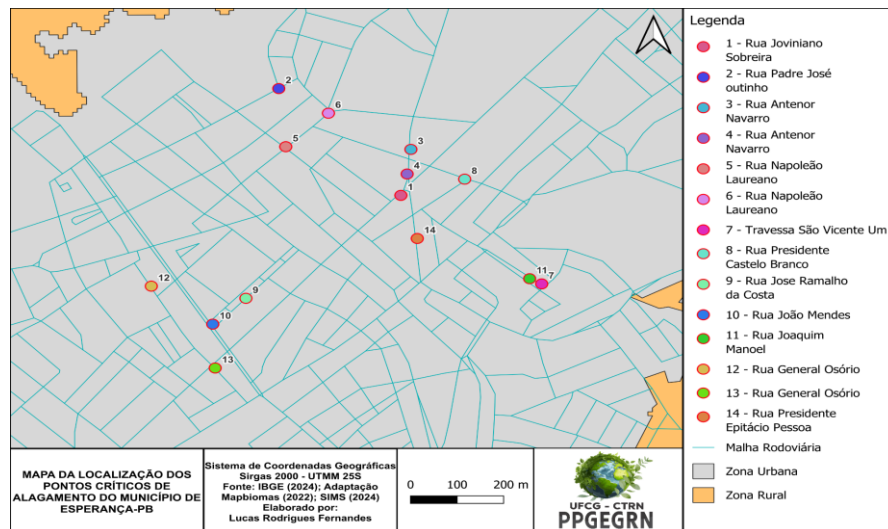 2
6
5
3
4
8
1
14
11
7
12
9
10
13
Legenda
1 - Rua Joviniano
Sobreira
2 - Rua Padre José
outinho
3 - Rua Antenor
Navarro
4 - Rua Antenor
Navarro
5 - Rua Napoleão
Laureano
6 - Rua Napoleão
Laureano
7 - Travessa São Vicente Um
8 - Rua Presidente
Castelo Branco
9 - Rua Jose Ramalho
da Costa
10 - Rua João Mendes
11 - Rua Joaquim
Manoel
12 - Rua General Osório
13 - Rua General Osório
14 - Rua Presidente
Epitácio Pessoa
Malha Rodoviária
Zona Urbana
Zona Rural
MAPA DA LOCALIZAÇÃO DOS
PONTOS CRÍTICOS DE
ALAGAMENTO DO MUNICÍPIO DE
ESPERANÇA-PB
Sistema de Coordenadas Geográficas
Sirgas 2000 - UTMM 25S
Fonte: IBGE (2024); Adaptação
Mapbiomas (2022); SIMS (2024)
Elaborado por:
Lucas Rodrigues Fernandes
0 100 200 m
UFCG - CTRN
PPGEGRN